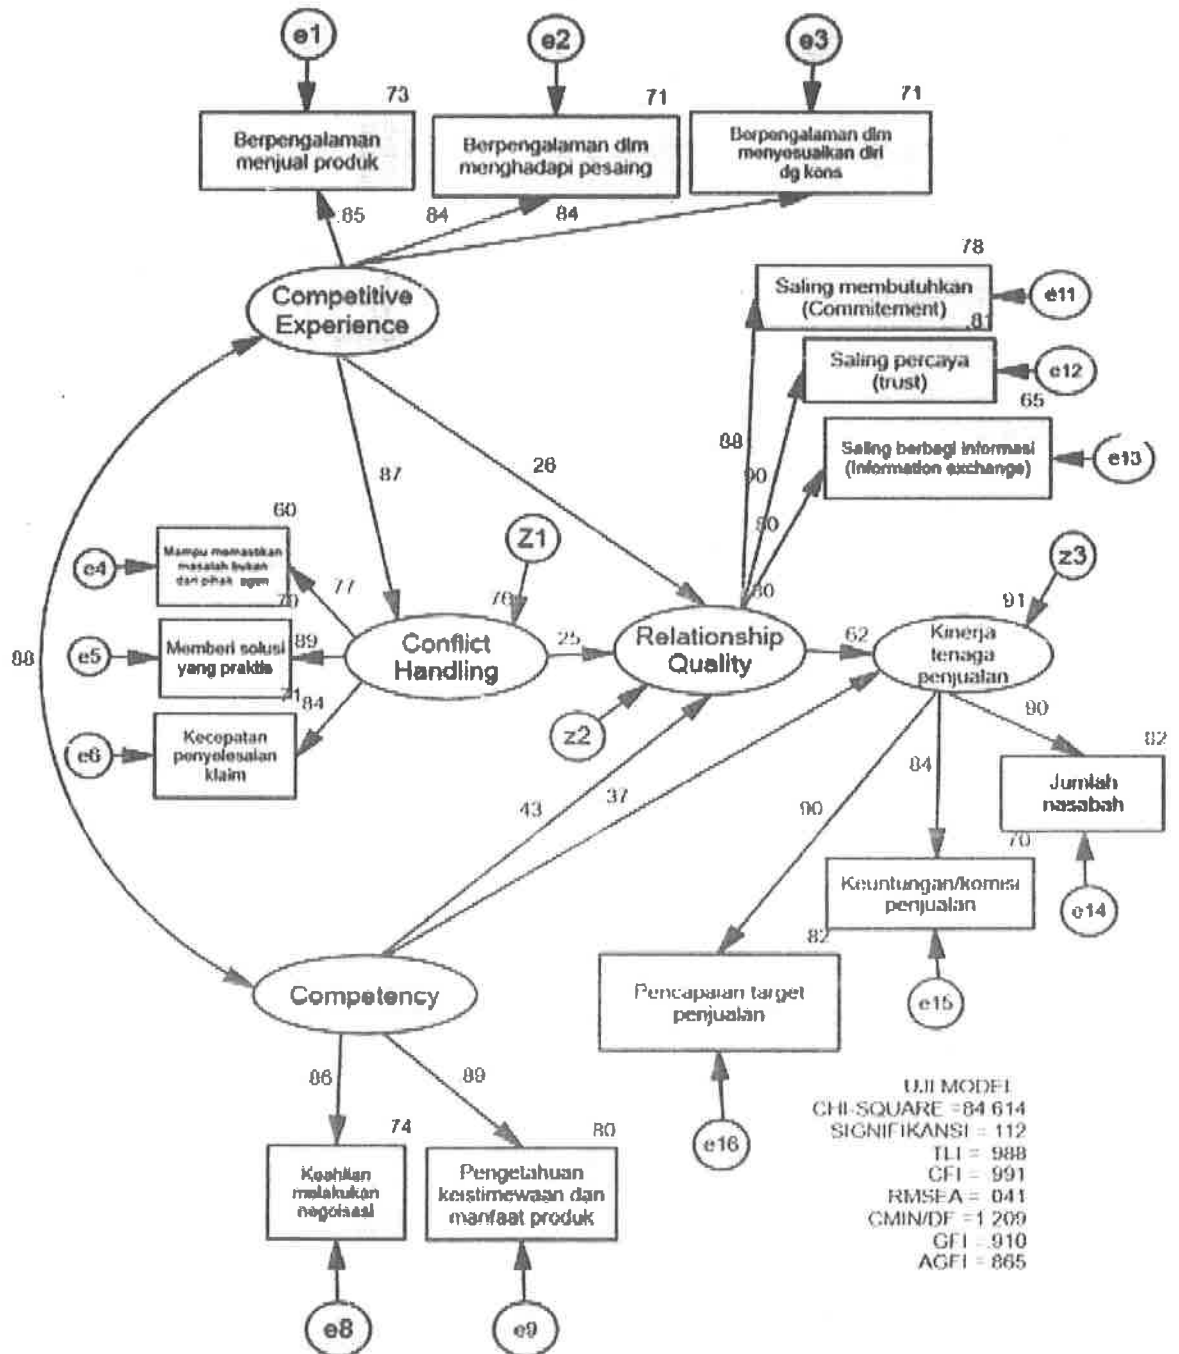 e1
e2
e3
73
71
71
Berpengalaman
menjual produk
Berpengalaman dlm
menghadapi pesaing
Berpengalaman dlm
menyesuaikan diri
dg kons
.85
84
84
78
Competitive
Experience
Saling membutuhkan
(Commitement)
e11
.81
Saling percaya
(trust)
e12
65
88
Saling berbagi informasi
(Information exchange)
e13
87
26
90
80
60
Z1
z3
e4
Mampu memastikan
masalah bukan
dari pihak agen
77
76
80
91
e5
Memberi solusi
yang praktis
89
Conflict
Handling
25
Relationship
Quality
62
Kinerja
tenaga
penjualan
88
71
84
z2
90
82
e6
Kecepatan
penyelesaian
klaim
84
Jumlah
nasabah
43
37
90
70
Keuntungan/komisi
penjualan
e14
82
Competency
Pencapaian target
penjualan
e15
86
89
e16
74
80
Keahlian
melakukan
negoisasi
Pengetahuan
keistimewaan dan
manfaat produk
e8
e9
UJI MODEL
CHI-SQUARE =84 614
SIGNIFIKANSI = 112
TLI = 988
CFI = 991
RMSEA = 041
CMIN/DF =1 209
GFI = .910
AGFI = 865